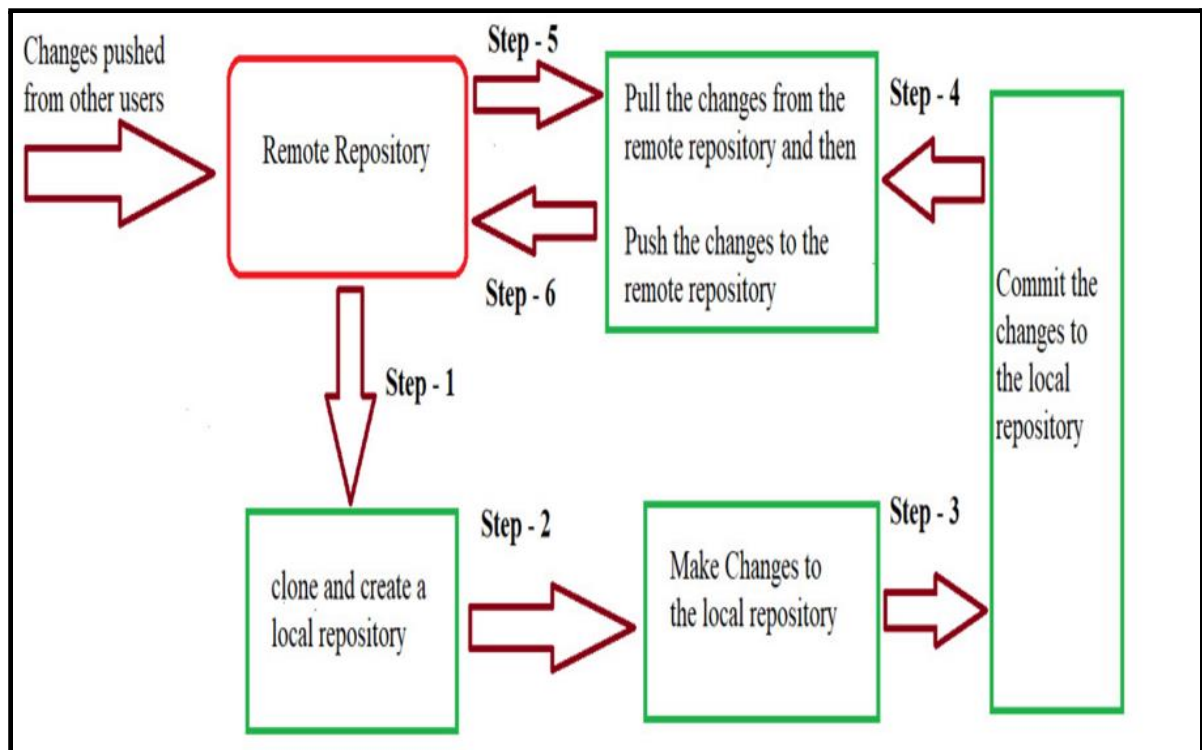 Changes pushed
from other users
Remote Repository
Step - 5
Pull the changes from the
remote repository and then
Push the changes to the
remote repository
Step - 4
Step - 6
Commit the
changes to
the local
repository
Step - 1
clone and create a
local repository
Step - 2
Make Changes to
the local repository
Step - 3